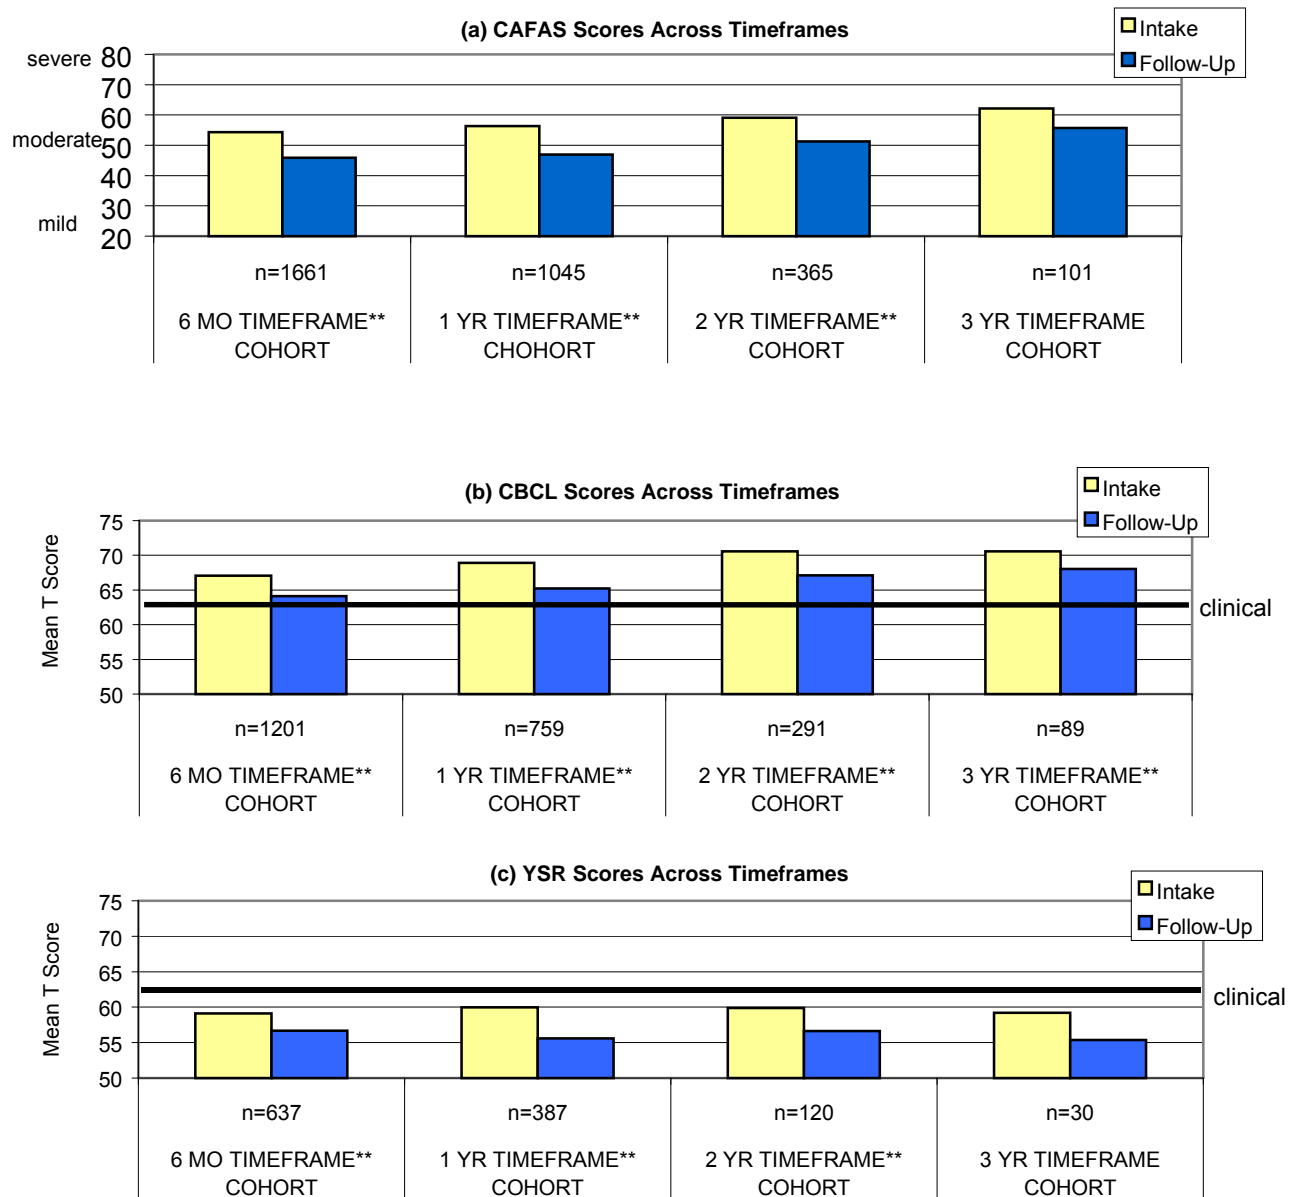 (a) CAFAS Scores Across Timeframes
Intake
Follow-Up
severe 80
70
60
moderate 50
40
30
mild
20
n=1661 n=1045 n=365 n=101
6 MO TIMEFRAME** 1 YR TIMEFRAME** 2 YR TIMEFRAME** 3 YR TIMEFRAME
COHORT CHOHORT COHORT COHORT
(b) CBCL Scores Across Timeframes
Intake
Follow-Up
Mean T Score
75
70
65
60
55
50
clinical
n=1201 n=759 n=291 n=89
6 MO TIMEFRAME** 1 YR TIMEFRAME** 2 YR TIMEFRAME** 3 YR TIMEFRAME**
COHORT COHORT COHORT COHORT
(c) YSR Scores Across Timeframes
Intake
Follow-Up
Mean T Score
75
70
65
60
55
50
clinical
n=637 n=387 n=120 n=30
6 MO TIMEFRAME** 1 YR TIMEFRAME** 2 YR TIMEFRAME** 3 YR TIMEFRAME
COHORT COHORT COHORT COHORT